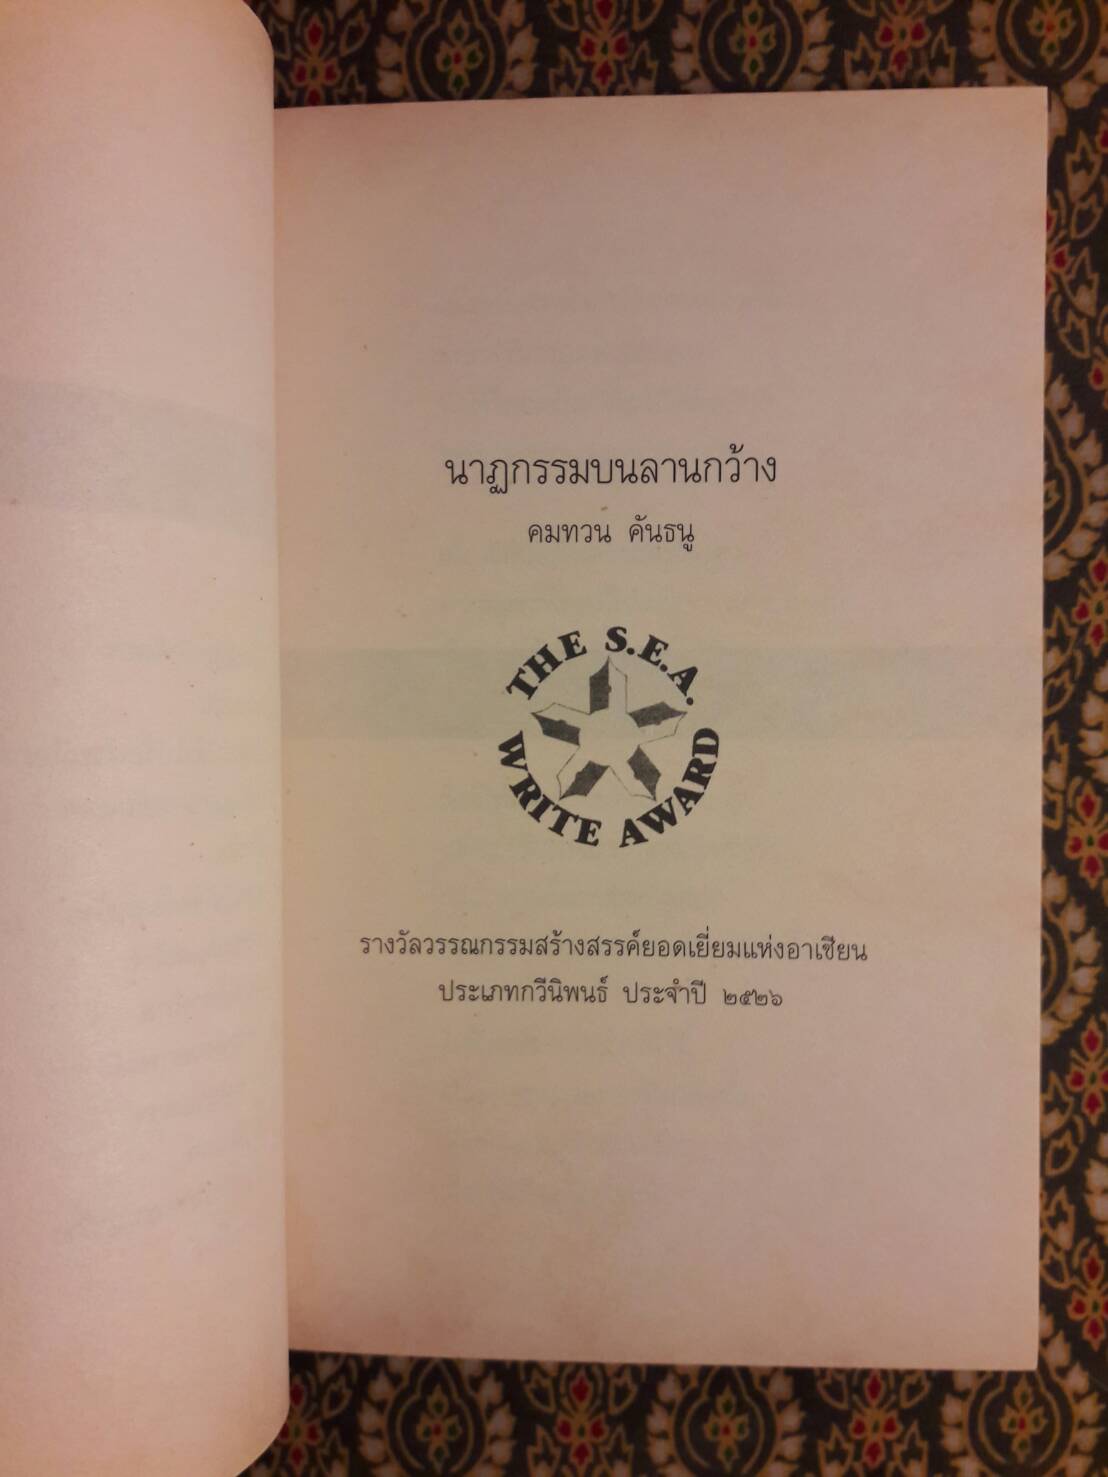 นาฏกรรมบนลานกว้าง
คมทวน คันธนู
THE S.E.A.
WRITE AWARD
รางวัลวรรณกรรมสร้างสรรค์ยอดเยี่ยมแห่งอาเซียน
ประเภทกวีนิพนธ์ ประจำปี ๒๕๒๖